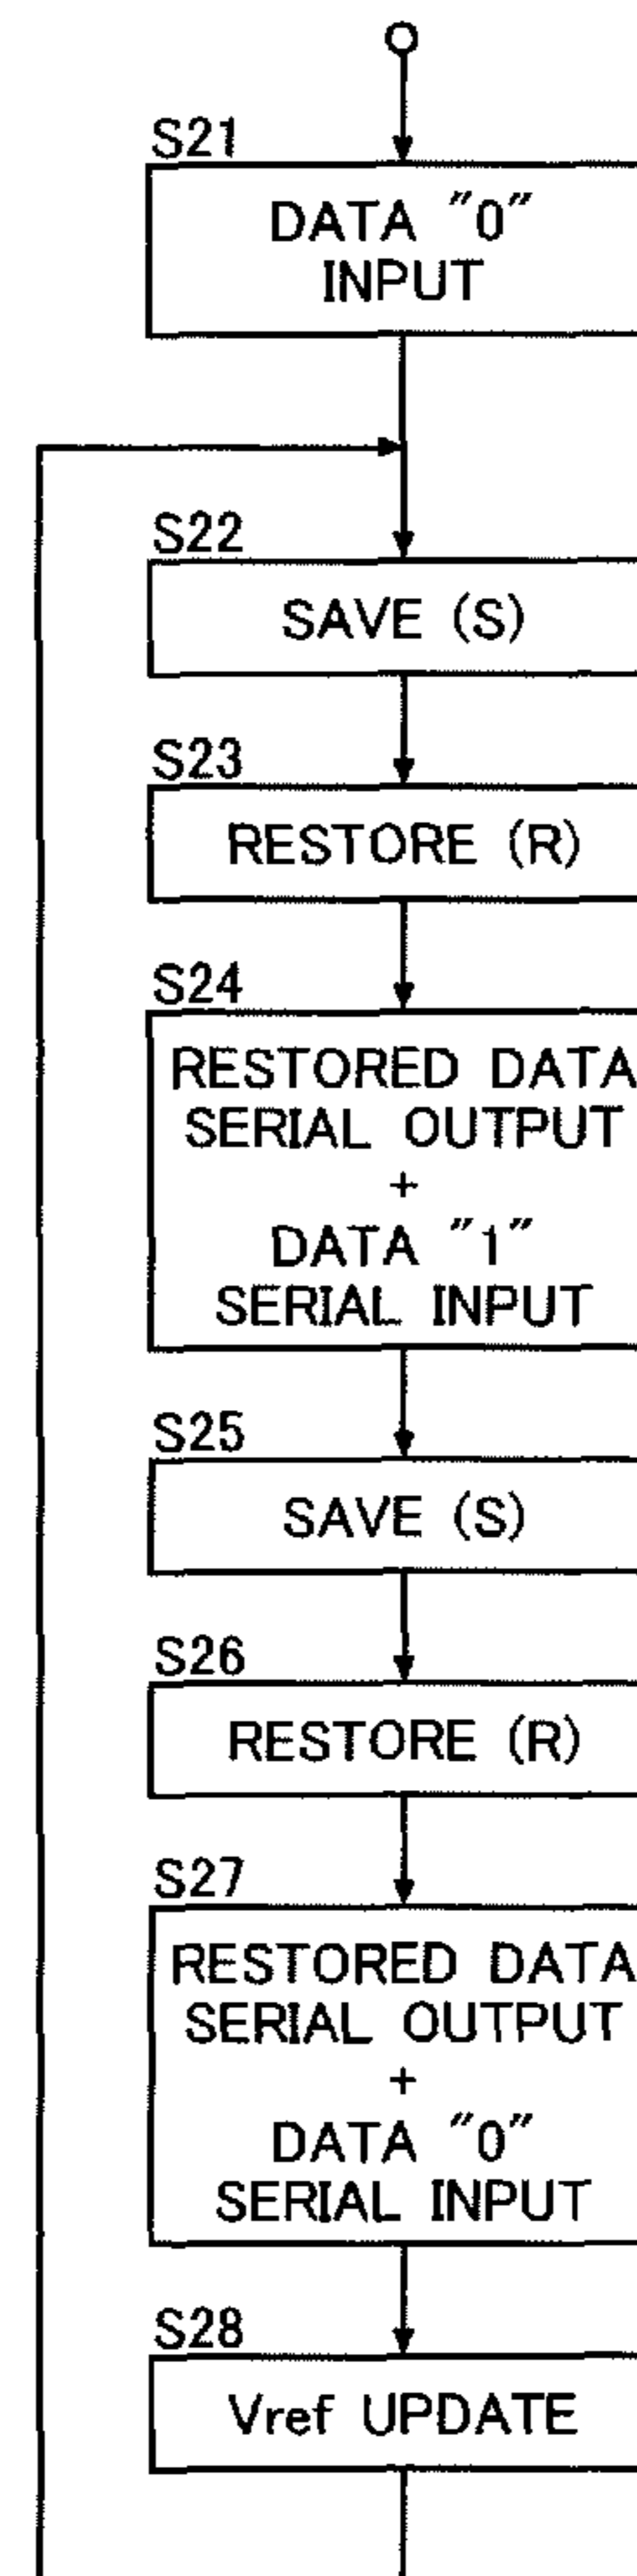 S21
DATA "0"
INPUT
S22
SAVE (S)
S23
RESTORE (R)
S24
RESTORED DATA
SERIAL OUTPUT
+
DATA "1"
SERIAL INPUT
S25
SAVE (S)
S26
RESTORE (R)
S27
RESTORED DATA
SERIAL OUTPUT
+
DATA "0"
SERIAL INPUT
S28
Vref UPDATE